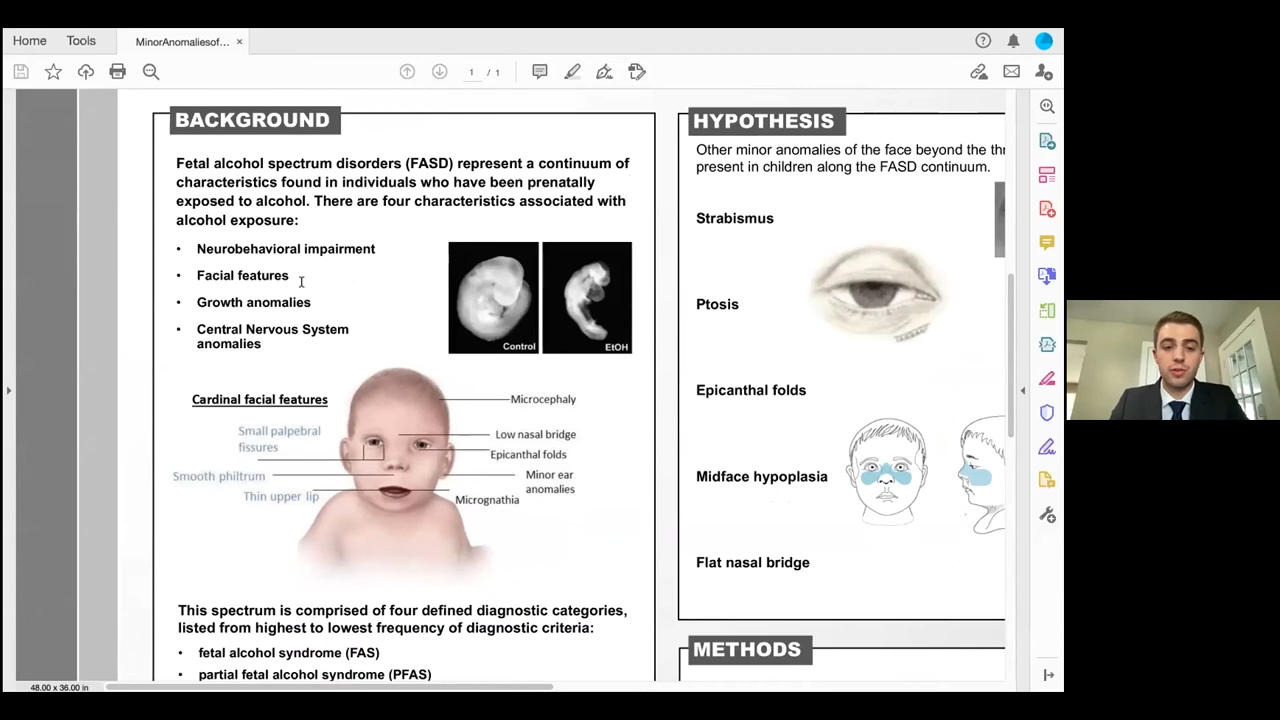 Home
Tools
MinorAnomaliesof...
1 / 1
BACKGROUND
Fetal alcohol spectrum disorders (FASD) represent a continuum of
characteristics found in individuals who have been prenatally
exposed to alcohol. There are four characteristics associated with
alcohol exposure:
• Neurobehavioral impairment
• Facial features
• Growth anomalies
• Central Nervous System
anomalies
Control
EtOH
Cardinal facial features
Small palpebral
fissures
Smooth philtrum
Thin upper lip
Microcephaly
Low nasal bridge
Epicanthal folds
Minor ear
anomalies
Micrognathia
This spectrum is comprised of four defined diagnostic categories,
listed from highest to lowest frequency of diagnostic criteria:
• fetal alcohol syndrome (FAS)
• partial fetal alcohol syndrome (PFAS)
HYPOTHESIS
Other minor anomalies of the face beyond the
present in children along the FASD continuum.
Strabismus
Ptosis
Epicanthal folds
Midface hypoplasia
Flat nasal bridge
METHODS
48.00 x 36.00 in